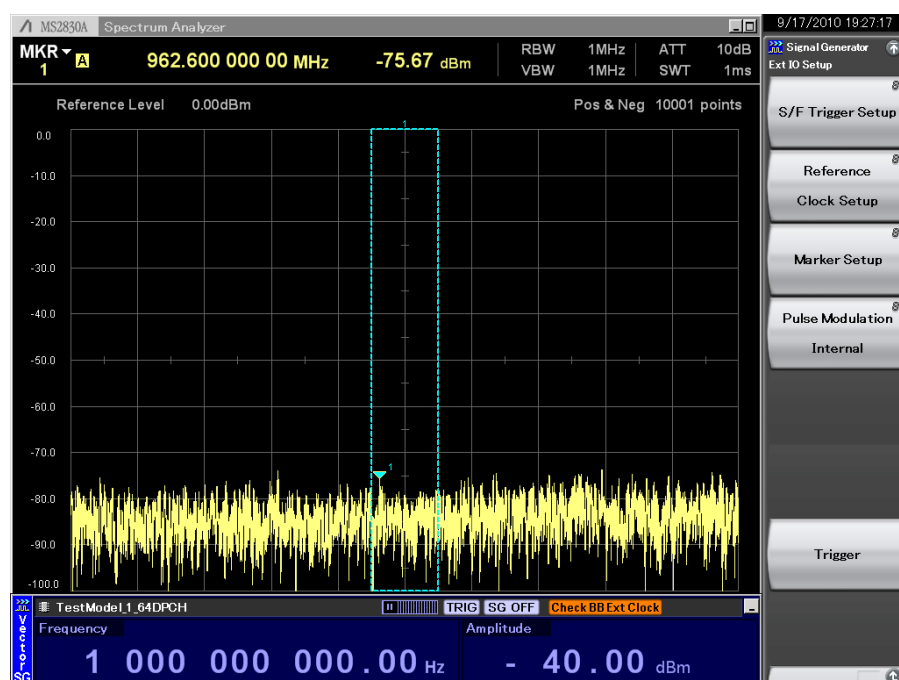 MS2830A Spectrum Analyzer
9/17/2010 19:27:17
MKR
1
A
962.600 000 00 MHz
-75.67 dBm
RBW 1MHz
VBW 1MHz
ATT 10dB
SWT 1ms
Signal Generator
Ext IO Setup
Reference Level 0.00dBm
Pos & Neg 10001 points
S/F Trigger Setup
Reference
Clock Setup
Marker Setup
Pulse Modulation
Internal
Trigger
1
0.0
-10.0
-20.0
-30.0
-40.0
-50.0
-60.0
-70.0
1
-80.0
-90.0
-100.0
Vector SG
TestModel_1_64DPCH
TRIG
SG OFF
Check BB Ext Clock
Frequency
Amplitude
1 000 000 000.00 Hz
- 40.00 dBm